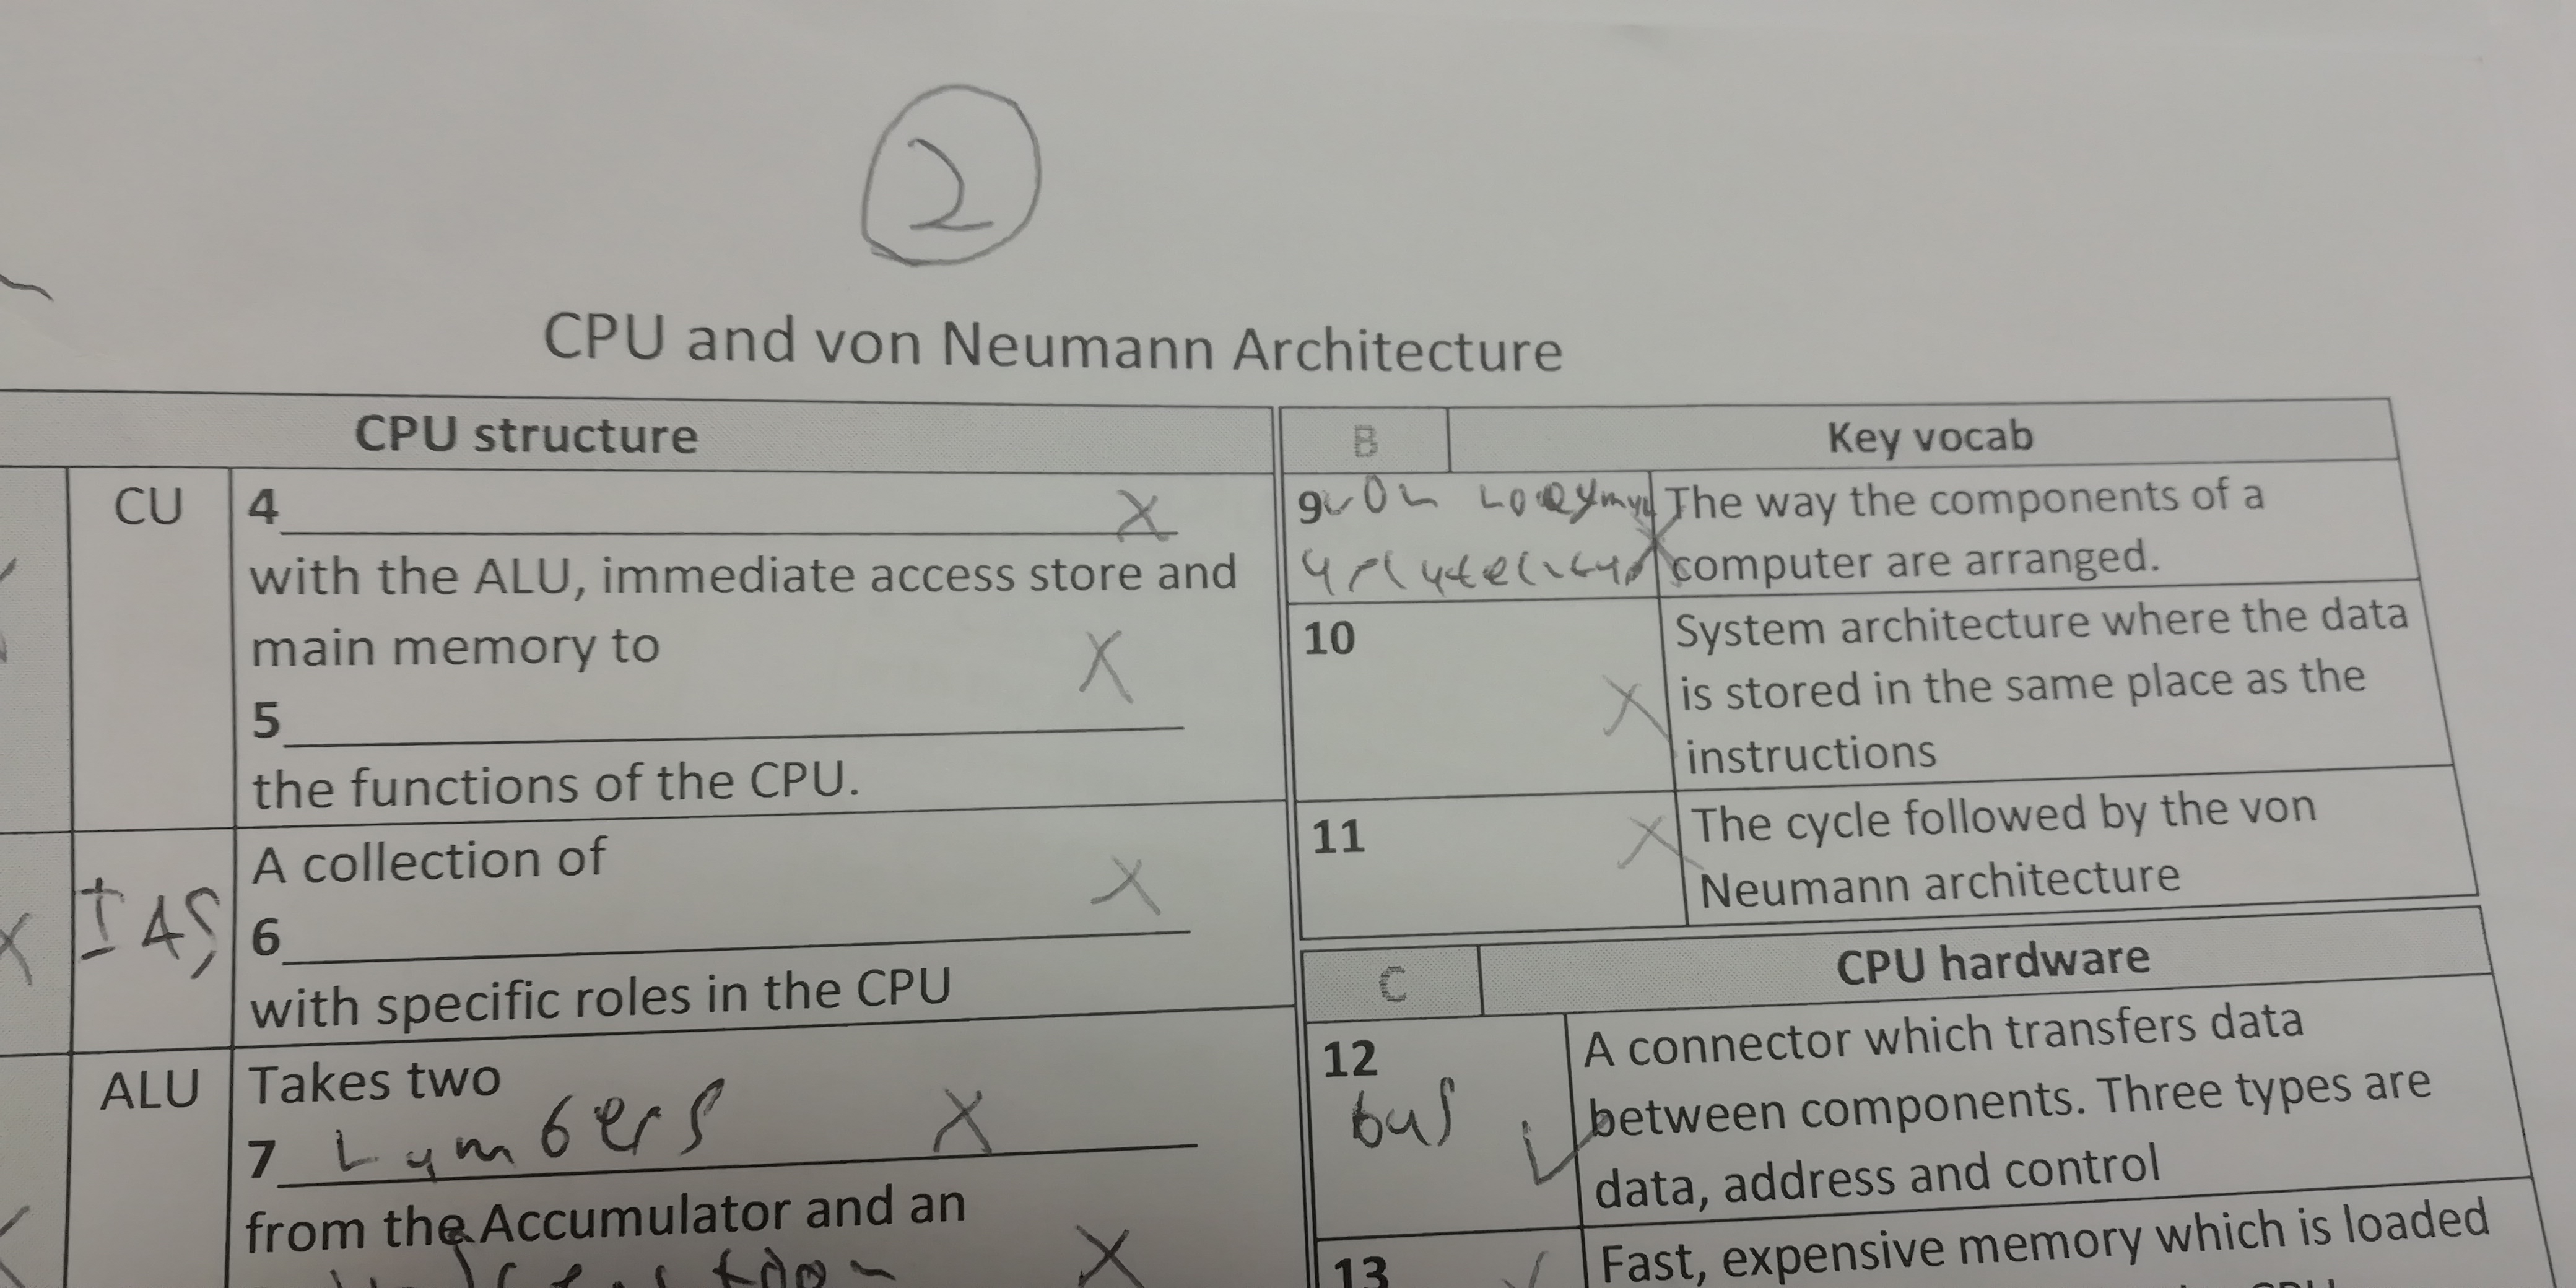 2
CPU and von Neumann Architecture
CPU structure
CU
4
with the ALU, immediate access store and
main memory to
5
the functions of the CPU.
IAS
A collection of
6
with specific roles in the CPU
ALU
Takes two
7
from the Accumulator and an
B Key vocab
9 von
The way the components of a
computer are arranged.
10
System architecture where the data
is stored in the same place as the
instructions
11
The cycle followed by the von
Neumann architecture
C CPU hardware
12
bus
A connector which transfers data
between components. Three types are
data, address and control
13
Fast, expensive memory which is loaded